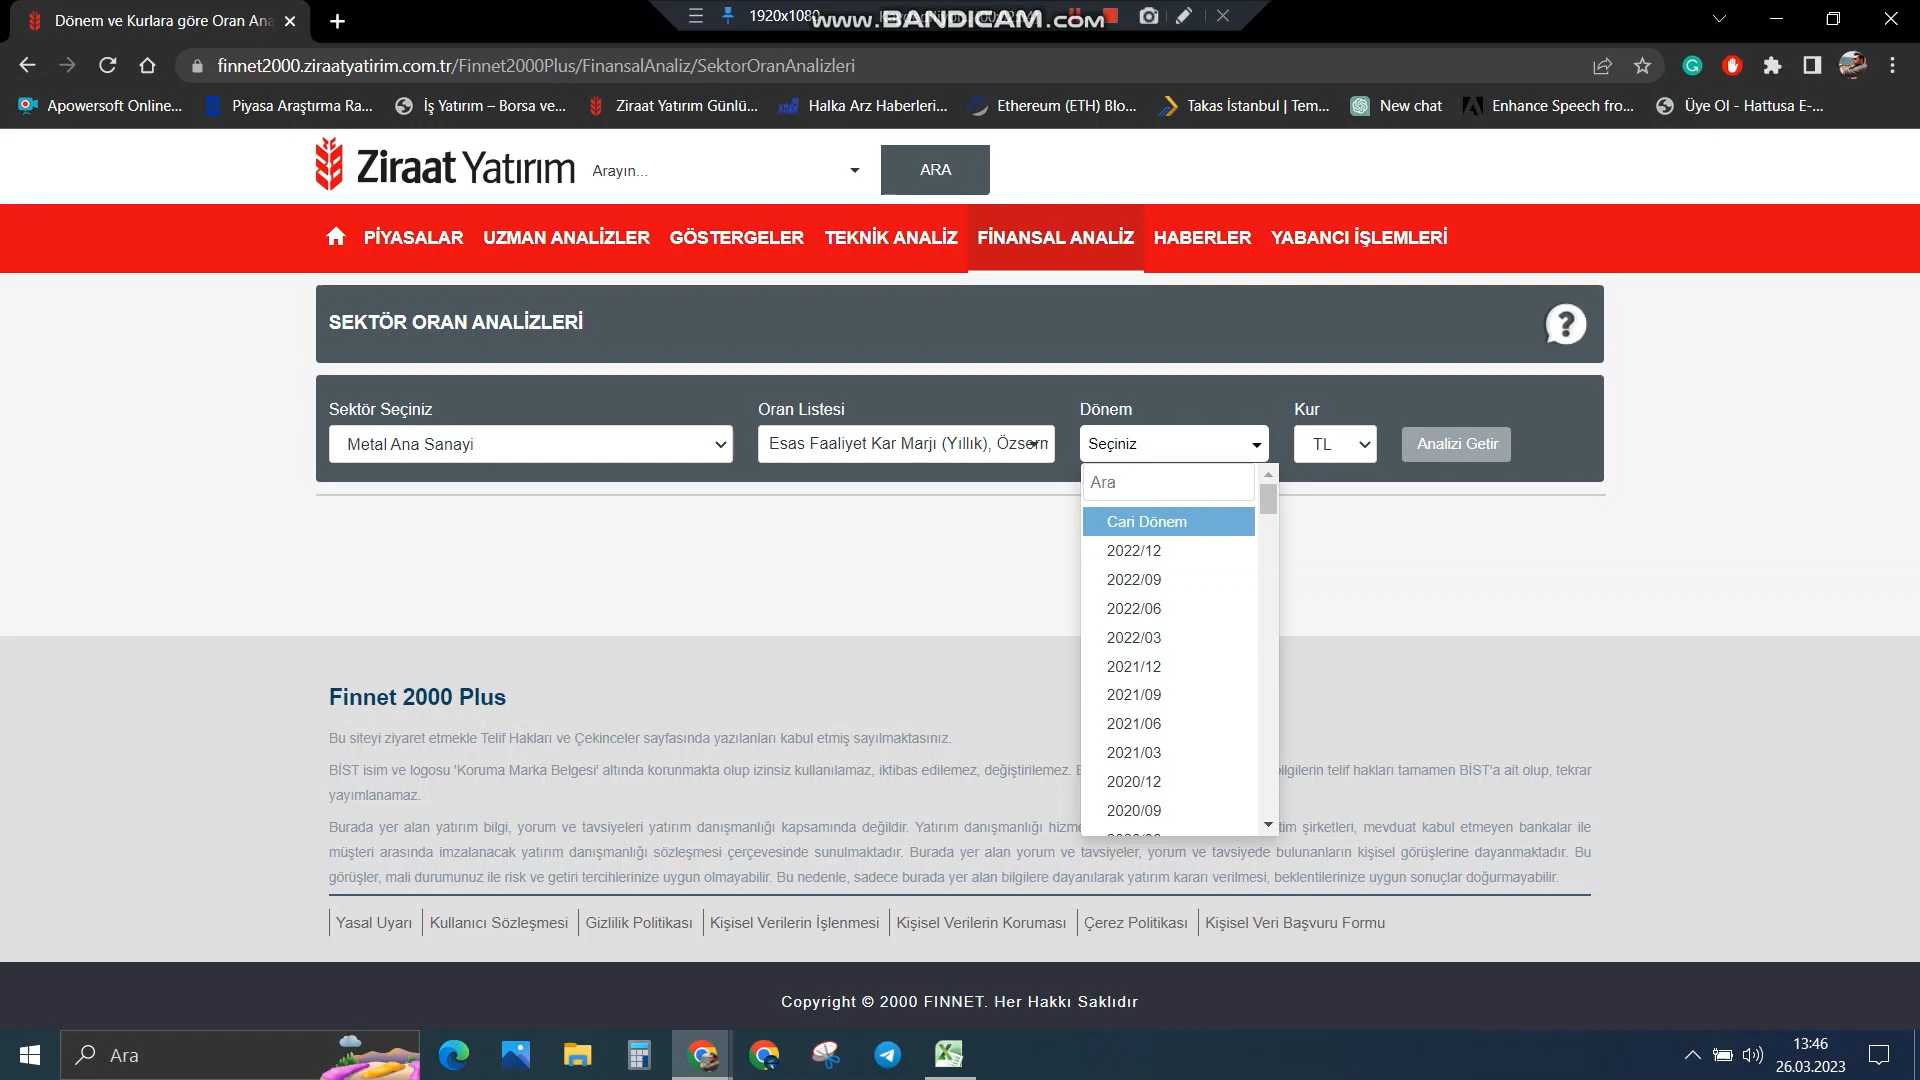 Dönem ve Kurlara göre Oran Ana
1920x1080
www.BANDICAM.com
finnet2000.ziraatyatirim.com.tr/Finnet2000Plus/FinansalAnaliz/SektorOranAnalizleri
Apowersoft Online... Piyasa Araştırma Ra... İş Yatırım – Borsa ve... Ziraat Yatırım Günlü... Halka Arz Haberleri... Ethereum (ETH) Blo... Takas İstanbul | Tem... New chat Enhance Speech fro... Üye Ol - Hattusa E-...
Ziraat Yatırım Arayın... ARA
PİYASALAR UZMAN ANALİZLER GÖSTERGELER TEKNİK ANALİZ FİNANSAL ANALİZ HABERLER YABANCI İŞLEMLERİ
SEKTÖR ORAN ANALİZLERİ
Sektör Seçiniz Oran Listesi Dönem Kur
Metal Ana Sanayi Esas Faaliyet Kar Marjı (Yıllık), Özserm Seçiniz TL Analizi Getir
Ara
Cari Dönem
2022/12
2022/09
2022/06
2022/03
2021/12
2021/09
2021/06
2021/03
2020/12
2020/09
Finnet 2000 Plus
Bu siteyi ziyaret etmekle Telif Hakları ve Çekinceler sayfasında yazılanları kabul etmiş sayılmaktasınız.
BİST isim ve logosu 'Koruma Marka Belgesi' altında korunmakta olup izinsiz kullanılamaz, iktibas edilemez, değiştirilemez. bilgilerin telif hakları tamamen BİST'a ait olup, tekrar
yayımlanamaz.
Burada yer alan yatırım bilgi, yorum ve tavsiyeleri yatırım danışmanlığı kapsamında değildir. Yatırım danışmanlığı hizme tim şirketleri, mevduat kabul etmeyen bankalar ile
müşteri arasında imzalanacak yatırım danışmanlığı sözleşmesi çerçevesinde sunulmaktadır. Burada yer alan yorum ve tavsiyeler, yorum ve tavsiyede bulunanların kişisel görüşlerine dayanmaktadır. Bu
görüşler, mali durumunuz ile risk ve getiri tercihlerinize uygun olmayabilir. Bu nedenle, sadece burada yer alan bilgilere dayanılarak yatırım kararı verilmesi, beklentilerinize uygun sonuçlar doğurmayabilir.
Yasal Uyarı Kullanıcı Sözleşmesi Gizlilik Politikası Kişisel Verilerin İşlenmesi Kişisel Verilerin Koruması Çerez Politikası Kişisel Veri Başvuru Formu
Copyright © 2000 FINNET. Her Hakkı Saklıdır
Ara
13:46
26.03.2023